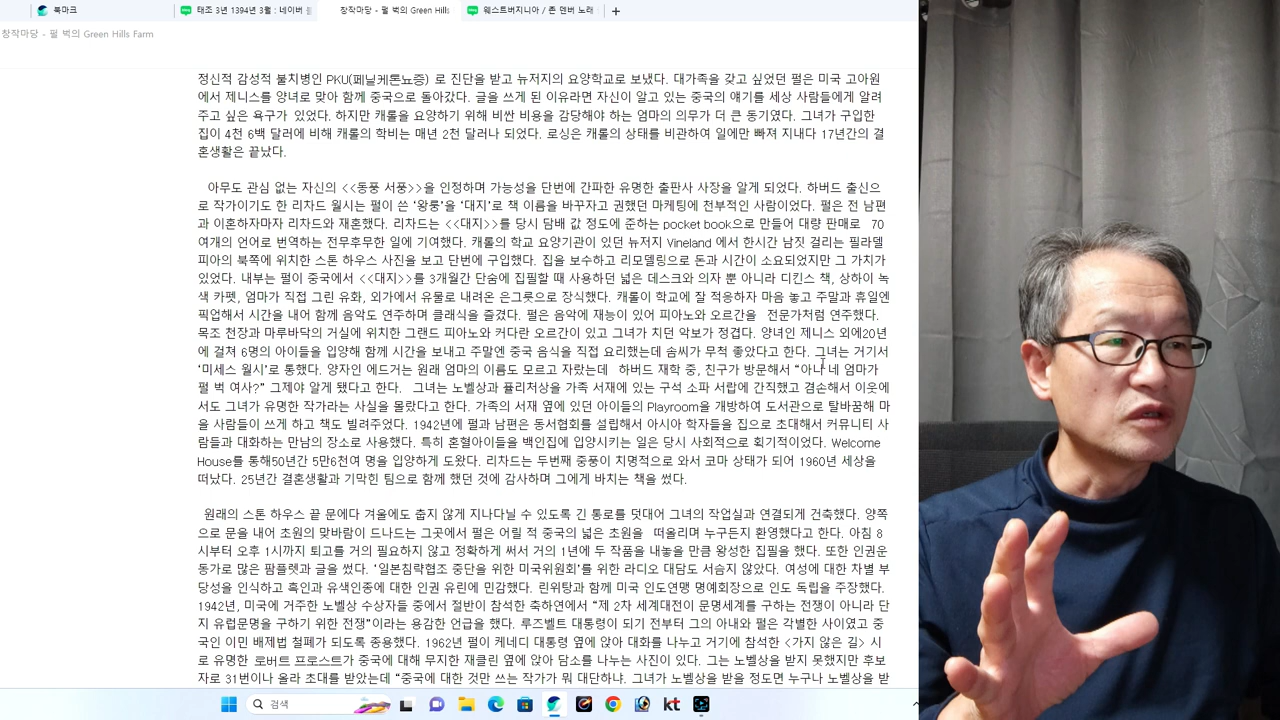 북마크
태조 3년 1394년 3월 : 네이버
창작마당 - 펄 벅의 Green Hills
웨스트버지니아 / 존 덴버 노래
창작마당 - 펄 벅의 Green Hills Farm
정신적 감성적 불치병인 PKU(페닐케톤뇨증) 로 진단을 받고 뉴저지의 요양학교로 보냈다. 대가족을 갖고 싶었던 펄은 미국 고아원
에서 제니스를 양녀로 맞아 함께 중국으로 돌아갔다. 글을 쓰게 된 이유라면 자신이 알고 있는 중국의 얘기를 세상 사람들에게 알려
주고 싶은 욕구가 있었다. 하지만 캐롤을 요양하기 위해 비싼 비용을 감당해야 하는 엄마의 의무가 더 큰 동기였다. 그녀가 구입한
집이 4천 6백 달러에 비해 캐롤의 학비는 매년 2천 달러나 되었다. 로싱은 캐롤의 상태를 비관하여 일에만 빠져 지내다 17년간의 결
혼생활은 끝났다.
아무도 관심 없는 자신의 <<동풍 서풍>>을 인정하며 가능성을 단번에 간파한 유명한 출판사 사장을 알게 되었다. 하버드 출신으
로 작가이기도 한 리차드 월시는 펄이 쓴 '왕룽'을 '대지'로 책 이름을 바꾸자고 권했던 마케팅에 천부적인 사람이었다. 펄은 전 남편
과 이혼하자마자 리차드와 재혼했다. 리차드는 <<대지>>를 당시 담배 값 정도에 준하는 pocket book으로 만들어 대량 판매로 70
여개의 언어로 번역하는 전무후무한 일에 기여했다. 캐롤의 학교 요양기관이 있던 뉴저지 Vineland 에서 한시간 남짓 걸리는 필라델
피아의 북쪽에 위치한 스톤 하우스 사진을 보고 단번에 구입했다. 집을 보수하고 리모델링으로 돈과 시간이 소요되었지만 그 가치가
있었다. 내부는 펄이 중국에서 <<대지>>를 3개월간 단숨에 집필할 때 사용하던 넓은 데스크와 의자 뿐 아니라 디킨스 책, 상하이 녹
색 카펫, 엄마가 직접 그린 유화, 외가에서 유물로 내려온 은그릇으로 장식했다. 캐롤이 학교에 잘 적응하자 마음 놓고 주말과 휴일엔
픽업해서 시간을 내어 함께 음악도 연주하며 클래식을 즐겼다. 펄은 음악에 재능이 있어 피아노와 오르간을 전문가처럼 연주했다.
목조 천장과 마루바닥의 거실에 위치한 그랜드 피아노와 커다란 오르간이 있고 그녀가 치던 악보가 정겹다. 양녀인 제니스 외에20년
에 걸쳐 6명의 아이들을 입양해 함께 시간을 보내고 주말엔 중국 음식을 직접 요리했는데 솜씨가 무척 좋았다고 한다. 그녀는 거기서
'미세스 월시'로 통했다. 양자인 에드거는 원래 엄마의 이름도 모르고 자랐는데 하버드 재학 중, 친구가 방문해서 "아니 네 엄마가
펄 벅 여사?" 그제야 알게 됐다고 한다. 그녀는 노벨상과 퓰리처상을 가족 서재에 있는 구석 소파 서랍에 간직했고 겸손해서 이웃에
서도 그녀가 유명한 작가라는 사실을 몰랐다고 한다. 가족의 서재 옆에 있던 아이들의 Playroom을 개방하여 도서관으로 탈바꿈해 마
을 사람들이 쓰게 하고 책도 빌려주었다. 1942년에 펄과 남편은 동서협회를 설립해서 아시아 학자들을 집으로 초대해서 커뮤니티 사
람들과 대화하는 만남의 장소로 사용했다. 특히 혼혈아이들을 백인집에 입양시키는 일은 당시 사회적으로 획기적이었다. Welcome
House를 통해50년간 5만6천여 명을 입양하게 도왔다. 리차드는 두번째 중풍이 치명적으로 와서 코마 상태가 되어 1960년 세상을
떠났다. 25년간 결혼생활과 기막힌 팀으로 함께 했던 것에 감사하며 그에게 바치는 책을 썼다.
원래의 스톤 하우스 끝 문에다 겨울에도 춥지 않게 지나다닐 수 있도록 긴 통로를 덧대어 그녀의 작업실과 연결되게 건축했다. 양쪽
으로 문을 내어 초원의 맞바람이 드나드는 그곳에서 펄은 어릴 적 중국의 넓은 초원을 떠올리며 누구든지 환영했다고 한다. 아침 8
시부터 오후 1시까지 퇴고를 거의 필요하지 않고 정확하게 써서 거의 1년에 두 작품을 내놓을 만큼 왕성한 집필을 했다. 또한 인권운
동가로 많은 팜플렛과 글을 썼다. '일본침략협조 중단을 위한 미국위원회'를 위한 라디오 대담도 서슴지 않았다. 여성에 대한 차별 부
당성을 인식하고 흑인과 유색인종에 대한 인권 유린에 민감했다. 린위탕과 함께 미국 인도연맹 명예회장으로 인도 독립을 주장했다.
1942년, 미국에 거주한 노벨상 수상자들 중에서 절반이 참석한 축하연에서 "제 2차 세계대전이 문명세계를 구하는 전쟁이 아니라 단
지 유럽문명을 구하기 위한 전쟁"이라는 용감한 언급을 했다. 루즈벨트 대통령이 되기 전부터 그의 아내와 펄은 각별한 사이였고 중
국인 이민 배제법 철폐가 되도록 종용했다. 1962년 펄이 케네디 대통령 옆에 앉아 대화를 나누고 거기에 참석한 <가지 않은 길> 시
로 유명한 로버트 프로스트가 중국에 대해 무지한 재클린 옆에 앉아 담소를 나누는 사진이 있다. 그는 노벨상을 받지 못했지만 후보
자로 31번이나 올라 초대를 받았는데 "중국에 대한 것만 쓰는 작가가 뭐 대단하냐. 그녀가 노벨상을 받을 정도면 누구나 노벨상을 받
검색
kt